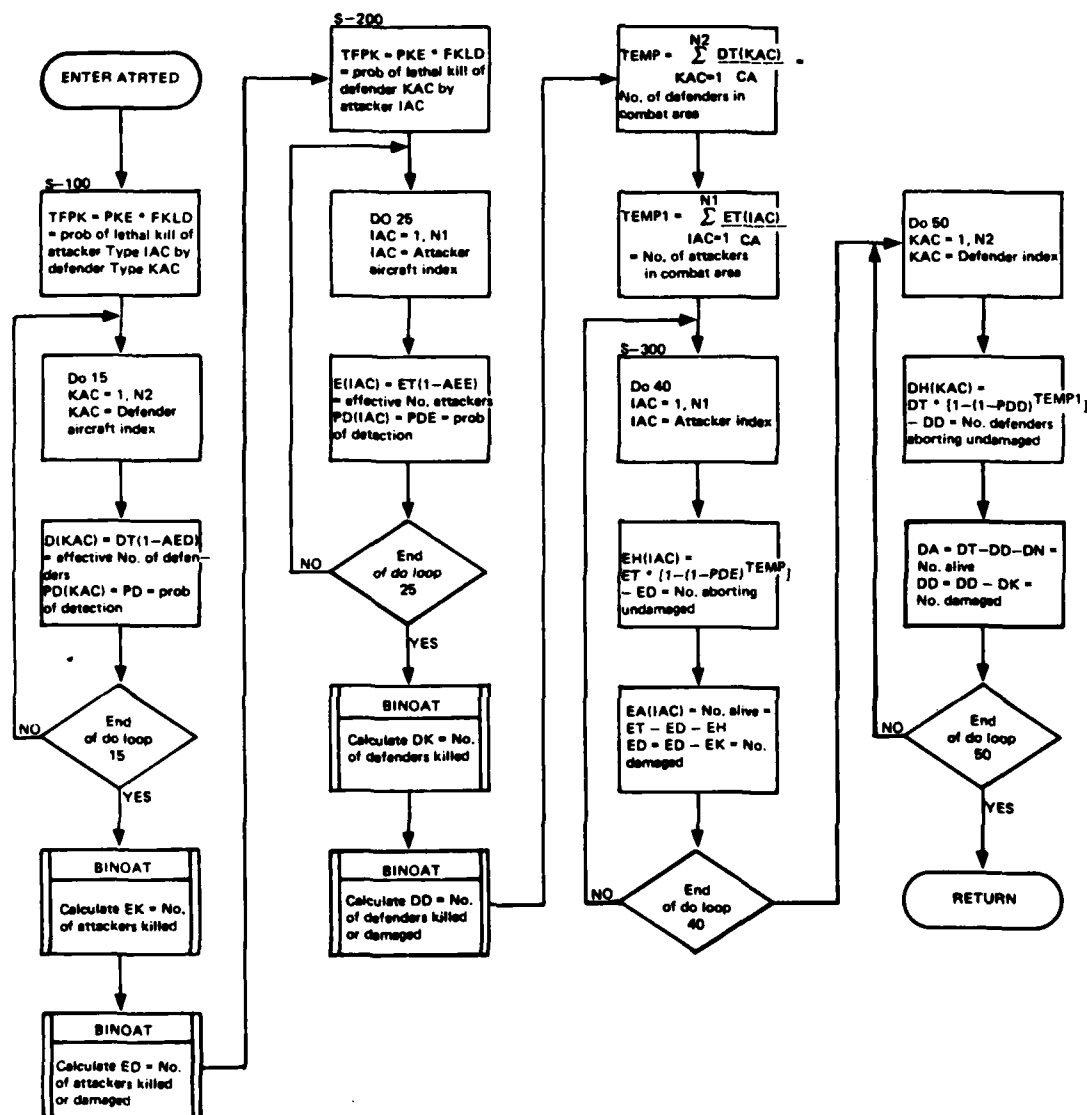 ENTER ATRTED
S-100
TFPK = PKE * FKLD
= prob of lethal kill of
attacker Type IAC by
defender Type KAC
Do 15
KAC = 1, N2
KAC = Defender
aircraft index
D(KAC) = DT(1-AED)
= effective No. of defen-
ders
PD(KAC) = PD = prob
of detection
End
of do loop
15
NO
YES
BINOAT
Calculate EK = No.
of attackers killed
BINOAT
Calculate ED = No.
of attackers killed
or damaged
S-200
TFPK = PKE * FKLD
= prob of lethal kill of
defender KAC by
attacker IAC
DO 25
IAC = 1, N1
IAC = Attacker
aircraft index
E(IAC) = ET(1-AEE)
= effective No. attackers
PD(IAC) = PDE = prob
of detection
End
of do loop
25
NO
YES
BINOAT
Calculate DK = No.
of defenders killed
BINOAT
Calculate DD = No.
of defenders killed
or damaged
N2
TEMP = Σ DT(KAC) =
KAC=1 CA
No. of defenders in
combat area
N1
TEMP1 = Σ ET(IAC)
IAC=1 CA
= No. of attackers
in combat area
S-300
Do 40
IAC = 1, N1
IAC = Attacker index
EH(IAC) =
ET * [1-(1-PDE)^TEMP]
- ED = No. aborting
undamaged
EA(IAC) = No. alive =
ET - ED - EH
ED = ED - EK = No.
damaged
End
of do loop
40
NO
Do 50
KAC = 1, N2
KAC = Defender index
DH(KAC) =
DT * [1-(1-PDD)^TEMP1]
- DD = No. defenders
aborting undamaged
DA = DT-DD-DN =
No. alive
DD = DD - DK =
No. damaged
End
of do loop
50
NO
YES
RETURN